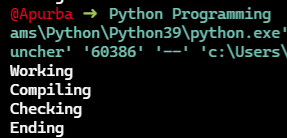 @Apurba ➜ Python Programming
ams\Python\Python39\python.exe'
uncher' '60386' '--' 'c:\Users\
Working
Compiling
Checking
Ending